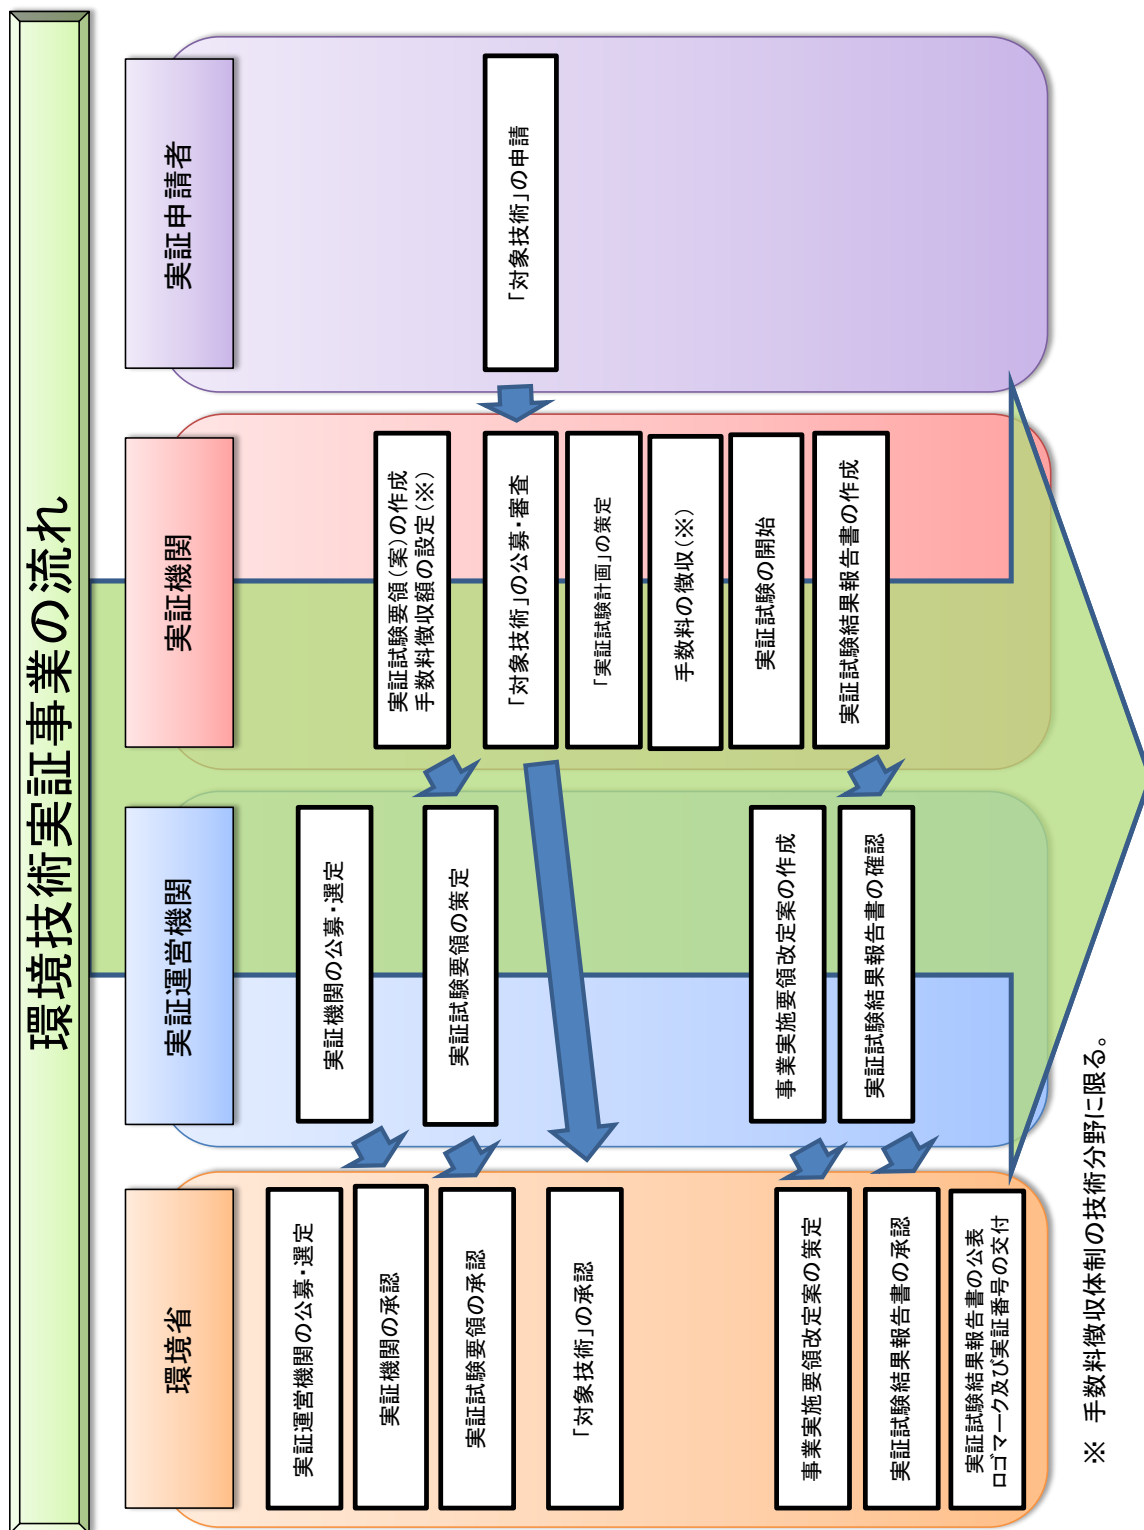 環境技術実証事業の流れ
環境省
実証運営機関の公募・選定
実証機関の承認
実証試験要領の承認
「対象技術」の承認
事業実施要領改定案の策定
実証試験結果報告書の承認
実証試験結果報告書の公表
ロゴマーク及び実証番号の交付
実証運営機関
実証機関の公募・選定
実証試験要領の策定
事業実施要領改定案の作成
実証試験結果報告書の確認
実証機関
実証試験要領(案)の作成
手数料徴収額の設定(※)
「対象技術」の公募・審査
「実証試験計画」の策定
手数料の徴収(※)
実証試験の開始
実証試験結果報告書の作成
実証申請者
「対象技術」の申請
※ 手数料徴収体制の技術分野に限る。